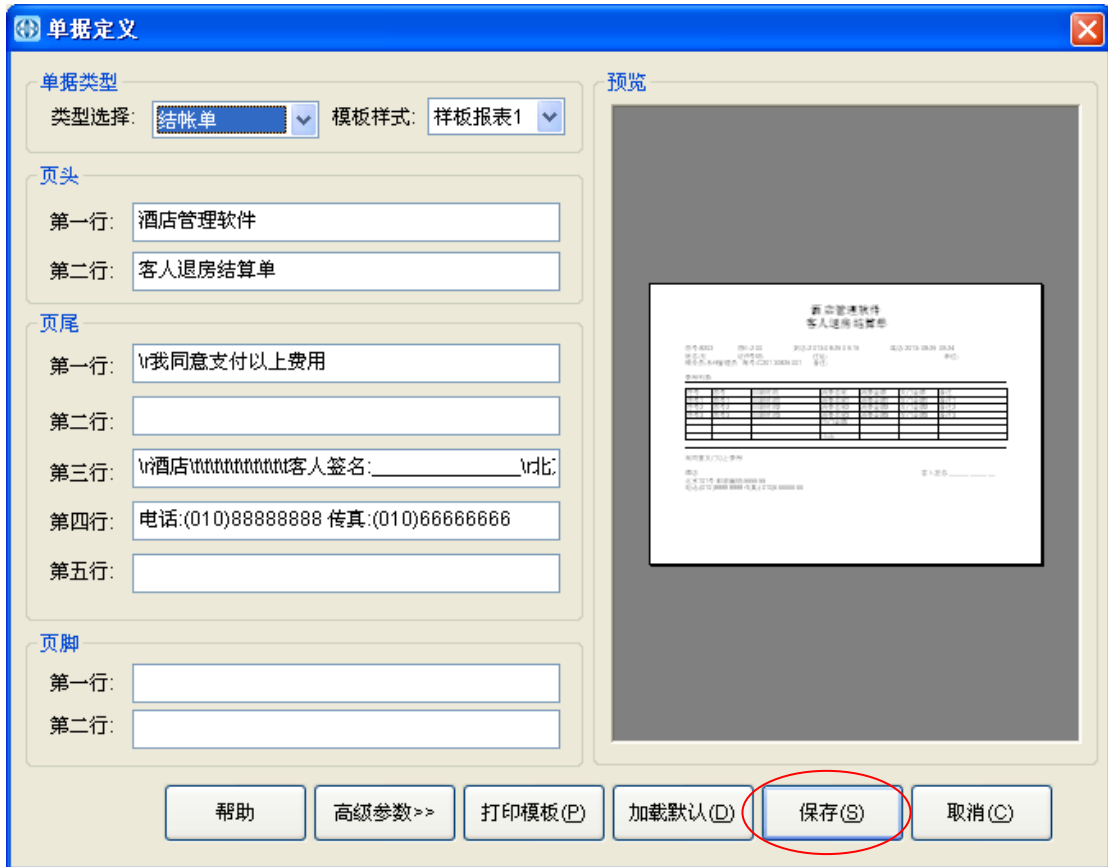 单据定义
单据类型
类型选择: 结帐单 模板样式: 样板报表1
页头
第一行: 酒店管理软件
第二行: 客人退房结算单
页尾
第一行: \r我同意支付以上费用
第二行:
第三行: \r酒店\t\t\t\t\t\t\t\t\t\t\t客人签名:_______________\r北
第四行: 电话:(010)88888888 传真:(010)66666666
第五行:
页脚
第一行:
第二行:
预览
酒店管理软件
客人退房结算单
帮助 高级参数>> 打印模板(P) 加载默认(D) 保存(S) 取消(C)